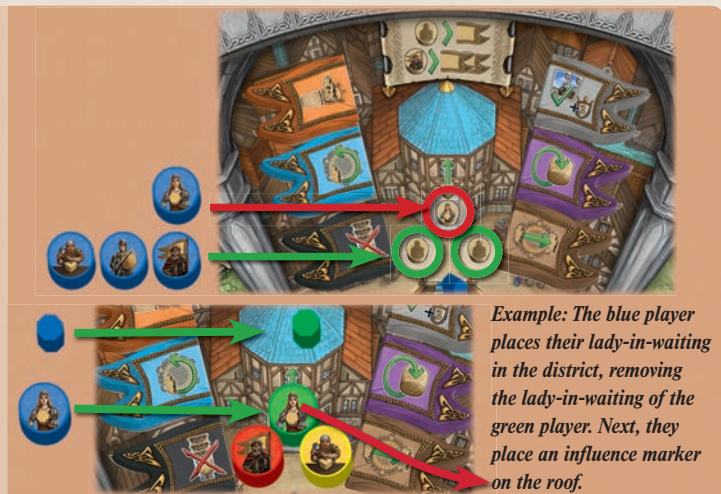 Example: The blue player
places their lady-in-waiting
in the district, removing
the lady-in-waiting of the
green player. Next, they
place an influence marker
on the roof.